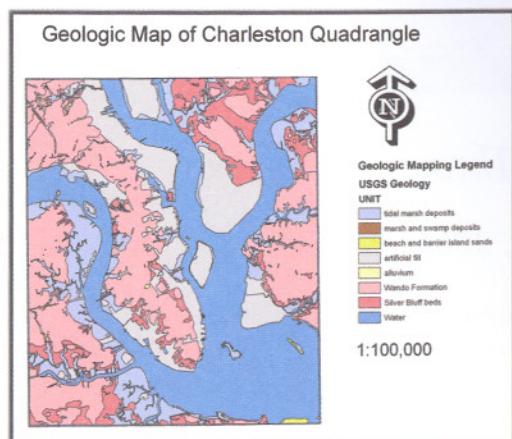 Geologic Map of Charleston Quadrangle
N
Geologic Mapping Legend
USGS Geology
UNIT
tidal marsh deposits
marsh and swamp deposits
beach and barrier island sands
artificial fill
alluvium
Wando Formation
Silver Bluff beds
Water
1:100,000